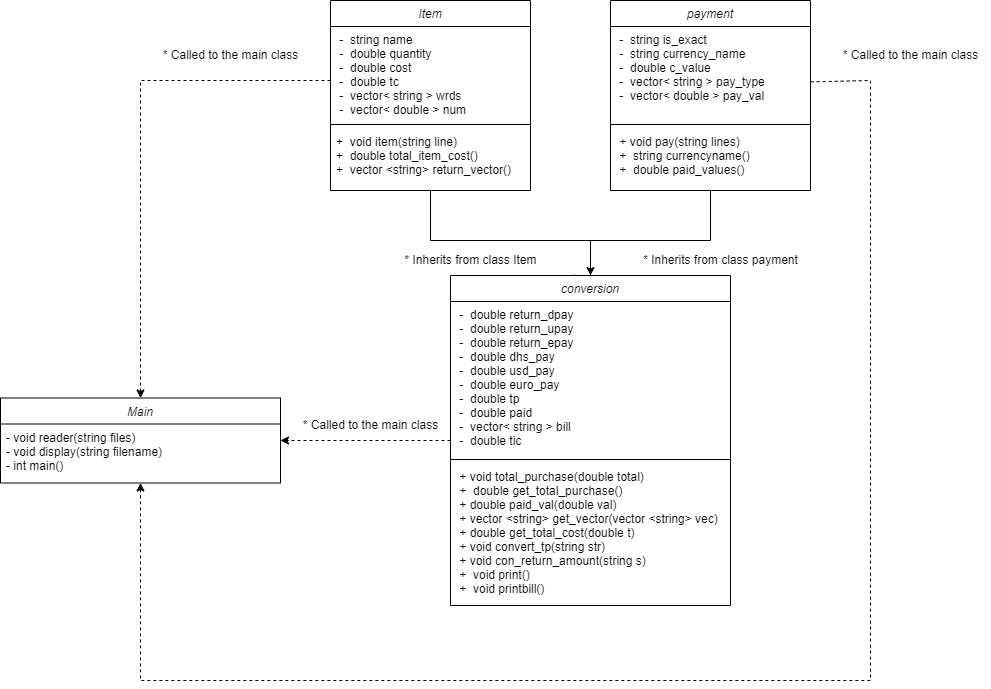 Item
payment
* Called to the main class
- string name
- double quantity
- double cost
- double tc
- vector< string > wrds
- vector< double > num
+ void item(string line)
+ double total_item_cost()
+ vector <string> return_vector()
- string is_exact
- string currency_name
- double c_value
- vector< string > pay_type
- vector< double > pay_val
+ void pay(string lines)
+ string currencyname()
+ double paid_values()
* Called to the main class
* Inherits from class Item
* Inherits from class payment
conversion
- double return_dpay
- double return_upay
- double return_epay
- double dhs_pay
- double usd_pay
- double euro_pay
- double tp
- double paid
- vector< string > bill
- double tic
+ void total_purchase(double total)
+ double get_total_purchase()
+ double paid_val(double val)
+ vector <string> get_vector(vector <string> vec)
+ double get_total_cost(double t)
+ void convert_tp(string str)
+ void con_return_amount(string s)
+ void print()
+ void printbill()
Main
- void reader(string files)
- void display(string filename)
- int main()
* Called to the main class